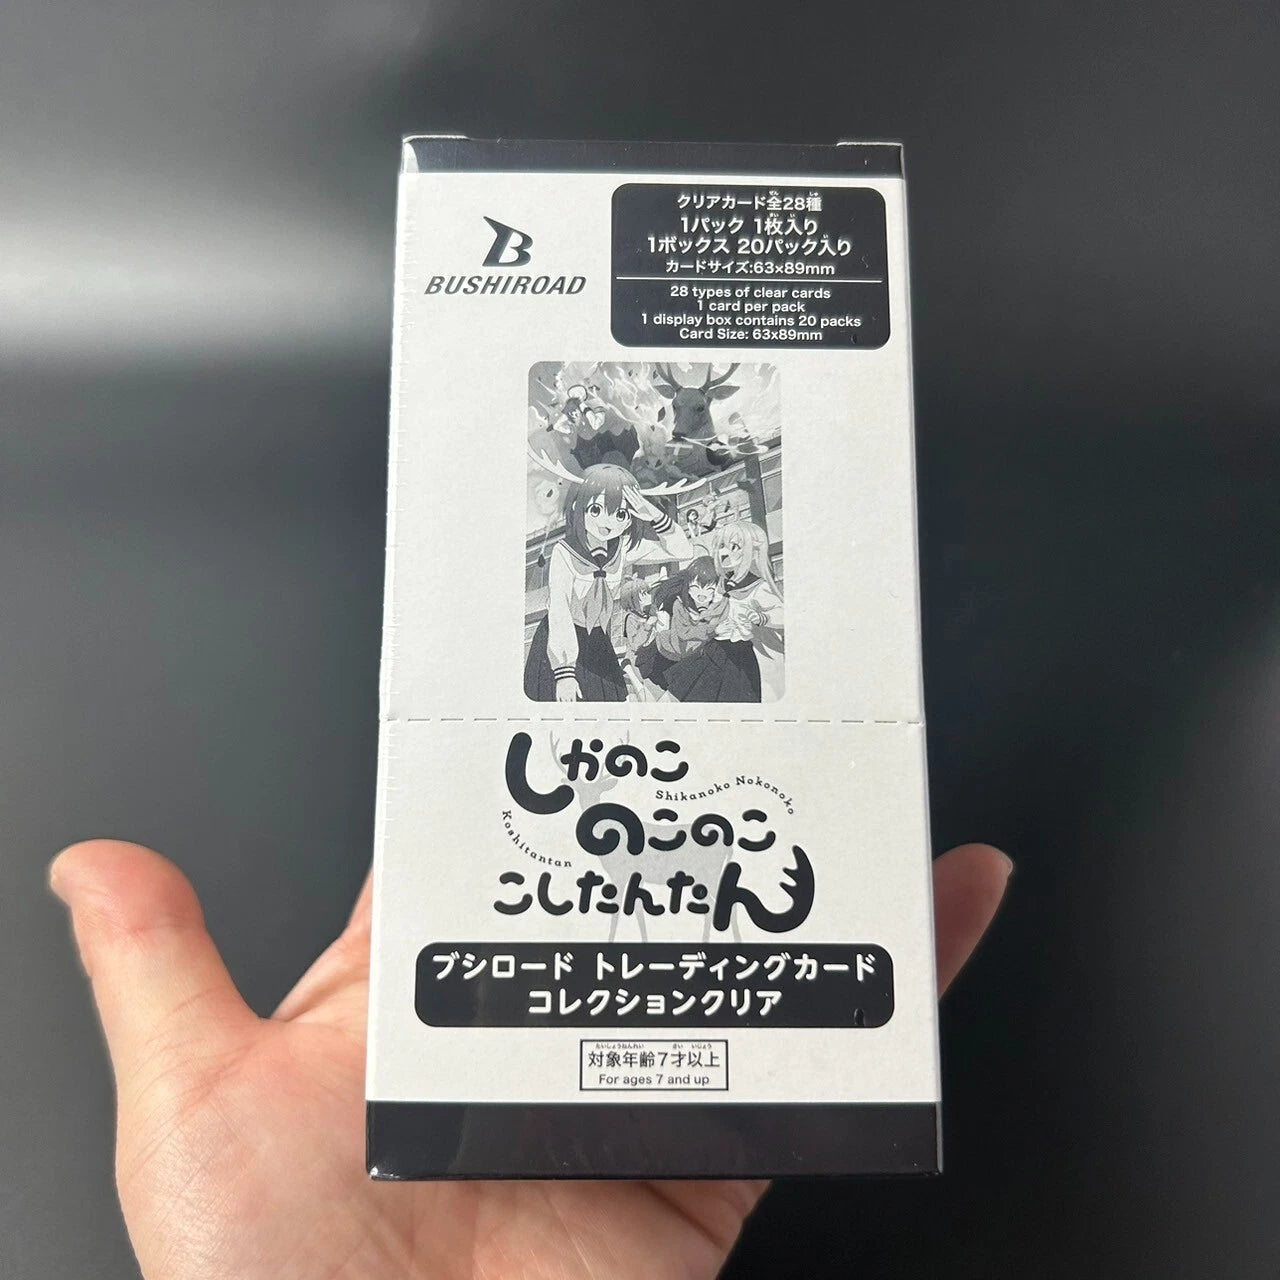 BUSHIROAD
クリアカード全28種
1パック 1枚入り
1ボックス 20パック入り
カードサイズ:63×89mm
28 types of clear cards
1 card per pack
1 display box contains 20 packs
Card Size: 63x89mm
しかのこ
Shikanoko Nokonoko
のこのこ
Koshitantan
こしたんたん
ブシロード トレーディングカード
コレクションクリア
対象年齢7才以上
For ages 7 and up